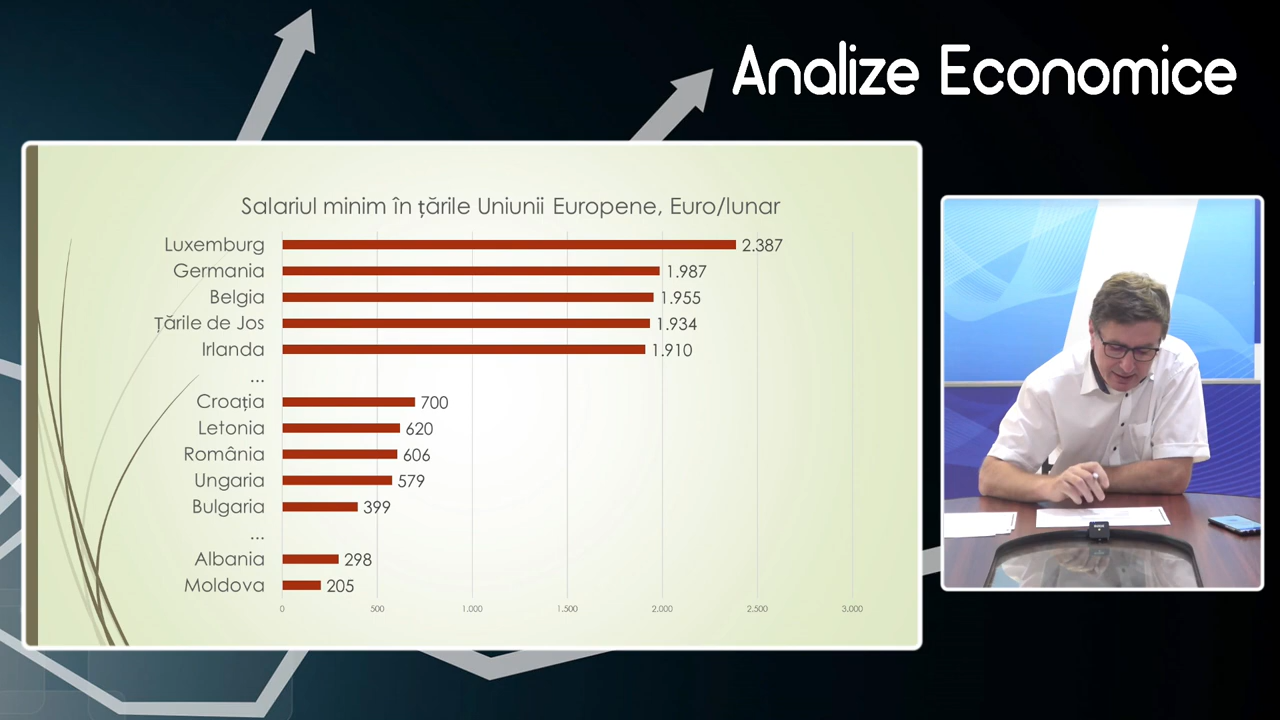 Analize Economice
Salariul minim în țările Uniunii Europene, Euro/lunar
Luxemburg 2.387
Germania 1.987
Belgia 1.955
Țările de Jos 1.934
Irlanda 1.910
...
Croația 700
Letonia 620
România 606
Ungaria 579
Bulgaria 399
...
Albania 298
Moldova 205
0 500 1.000 1.500 2.000 2.500 3.000